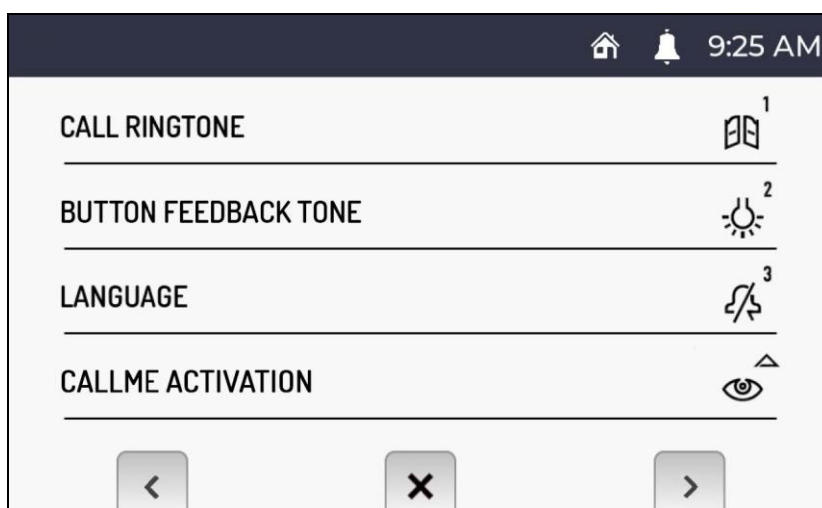 9:25 AM
CALL RINGTONE 1
BUTTON FEEDBACK TONE 2
LANGUAGE 3
CALLME ACTIVATION